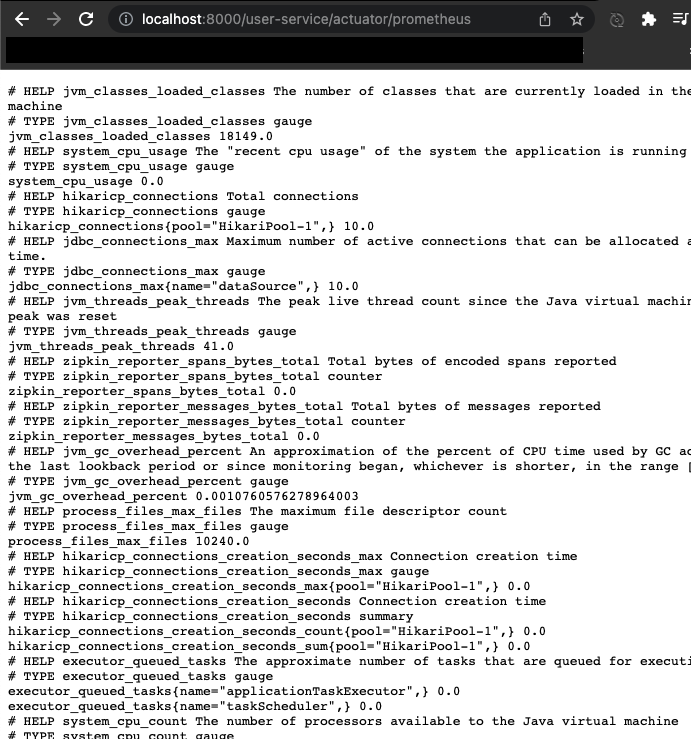 localhost:8000/user-service/actuator/prometheus
# HELP jvm_classes_loaded_classes The number of classes that are currently loaded in the
machine
# TYPE jvm_classes_loaded_classes gauge
jvm_classes_loaded_classes 18149.0
# HELP system_cpu_usage The "recent cpu usage" of the system the application is running
# TYPE system_cpu_usage gauge
system_cpu_usage 0.0
# HELP hikaricp_connections Total connections
# TYPE hikaricp_connections gauge
hikaricp_connections{pool="HikariPool-1",} 10.0
# HELP jdbc_connections_max Maximum number of active connections that can be allocated a
time.
# TYPE jdbc_connections_max gauge
jdbc_connections_max{name="dataSource",} 10.0
# HELP jvm_threads_peak_threads The peak live thread count since the Java virtual machin
peak was reset
# TYPE jvm_threads_peak_threads gauge
jvm_threads_peak_threads 41.0
# HELP zipkin_reporter_spans_bytes_total Total bytes of encoded spans reported
# TYPE zipkin_reporter_spans_bytes_total counter
zipkin_reporter_spans_bytes_total 0.0
# HELP zipkin_reporter_messages_bytes_total Total bytes of messages reported
# TYPE zipkin_reporter_messages_bytes_total counter
zipkin_reporter_messages_bytes_total 0.0
# HELP jvm_gc_overhead_percent An approximation of the percent of CPU time used by GC ac
the last lookback period or since monitoring began, whichever is shorter, in the range [
# TYPE jvm_gc_overhead_percent gauge
jvm_gc_overhead_percent 0.0010760576278964003
# HELP process_files_max_files The maximum file descriptor count
# TYPE process_files_max_files gauge
process_files_max_files 10240.0
# HELP hikaricp_connections_creation_seconds_max Connection creation time
# TYPE hikaricp_connections_creation_seconds_max gauge
hikaricp_connections_creation_seconds_max{pool="HikariPool-1",} 0.0
# HELP hikaricp_connections_creation_seconds Connection creation time
# TYPE hikaricp_connections_creation_seconds summary
hikaricp_connections_creation_seconds_count{pool="HikariPool-1",} 0.0
hikaricp_connections_creation_seconds_sum{pool="HikariPool-1",} 0.0
# HELP executor_queued_tasks The approximate number of tasks that are queued for executi
# TYPE executor_queued_tasks gauge
executor_queued_tasks{name="applicationTaskExecutor",} 0.0
executor_queued_tasks{name="taskScheduler",} 0.0
# HELP system_cpu_count The number of processors available to the Java virtual machine
# TYPE system_cpu_count gauge